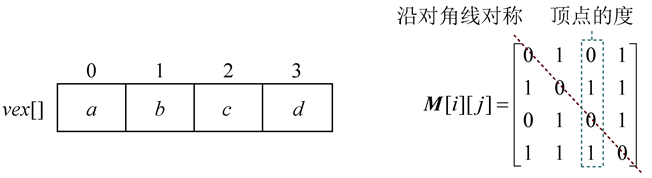 沿对角线对称 顶点的度
0 1 2 3
vex[] a b c d
M[i][j]=
0 1 0 1
1 0 1 1
0 1 0 1
1 1 1 0